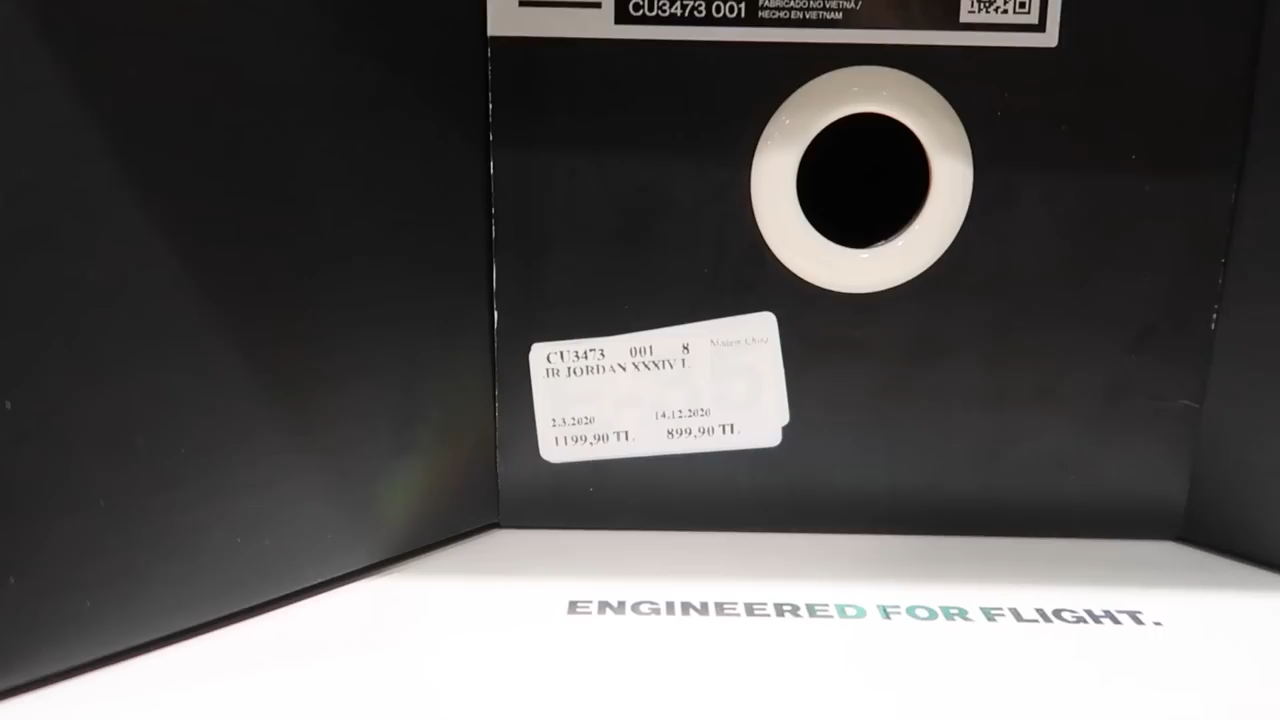 CU3473 001
FABRICADO NO VIETNÃ /
HECHO EN VIETNAM
CU3473 001 8
JR JORDAN XXXIV L
2.3.2020 14.12.2020
1199,90 TL 899,90 TL
ENGINEERED FOR FLIGHT.